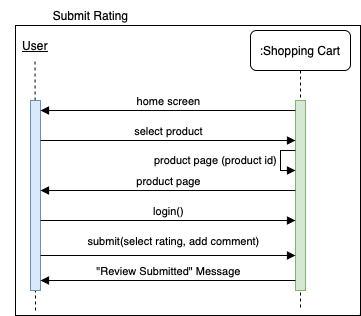 Submit Rating
User
:Shopping Cart
home screen
select product
product page (product id)
product page
login()
submit(select rating, add comment)
"Review Submitted" Message